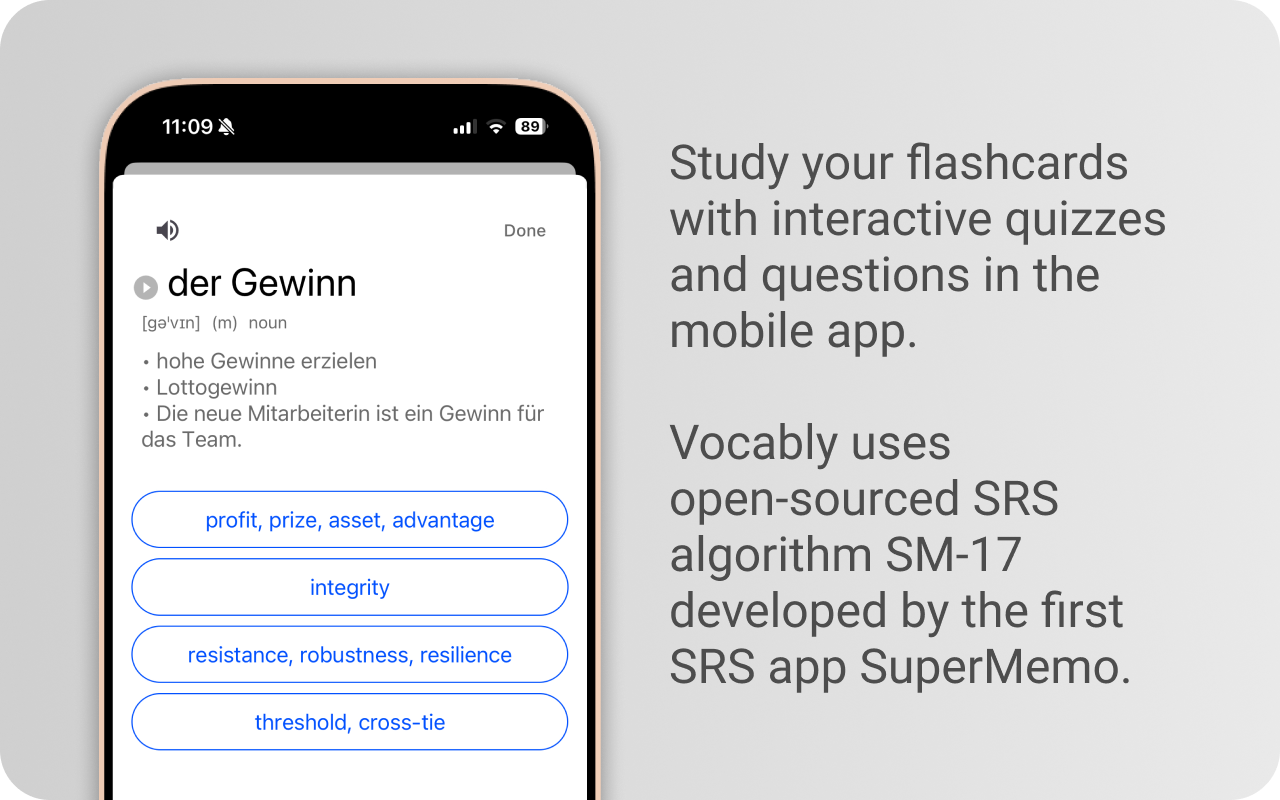 11:09
89
Done
der Gewinn
[ɡəˈvɪn] (m) noun
• hohe Gewinne erzielen
• Lottogewinn
• Die neue Mitarbeiterin ist ein Gewinn für
das Team.
profit, prize, asset, advantage
integrity
resistance, robustness, resilience
threshold, cross-tie
Study your flashcards
with interactive quizzes
and questions in the
mobile app.
Vocably uses
open-sourced SRS
algorithm SM-17
developed by the first
SRS app SuperMemo.